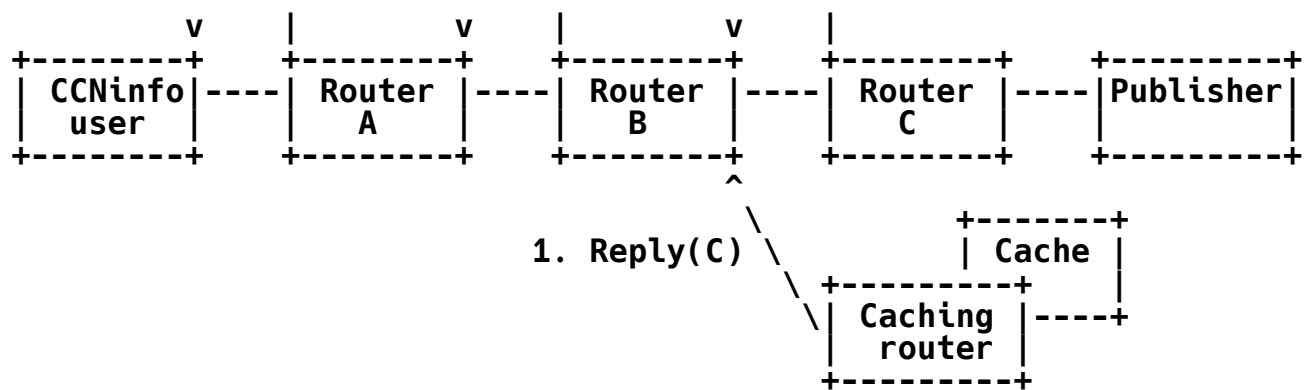 v | v | v |
+--------+ +--------+ +--------+ +--------+ +---------+
| CCNinfo|----| Router |----| Router |----| Router |----|Publisher|
| user | | A | | B | | C | | |
+--------+ +--------+ +--------+ +--------+ +---------+
^
\ +-------+
1. Reply(C) \ | Cache |
\ +---------+ |
\| Caching |----+
| router |
+---------+